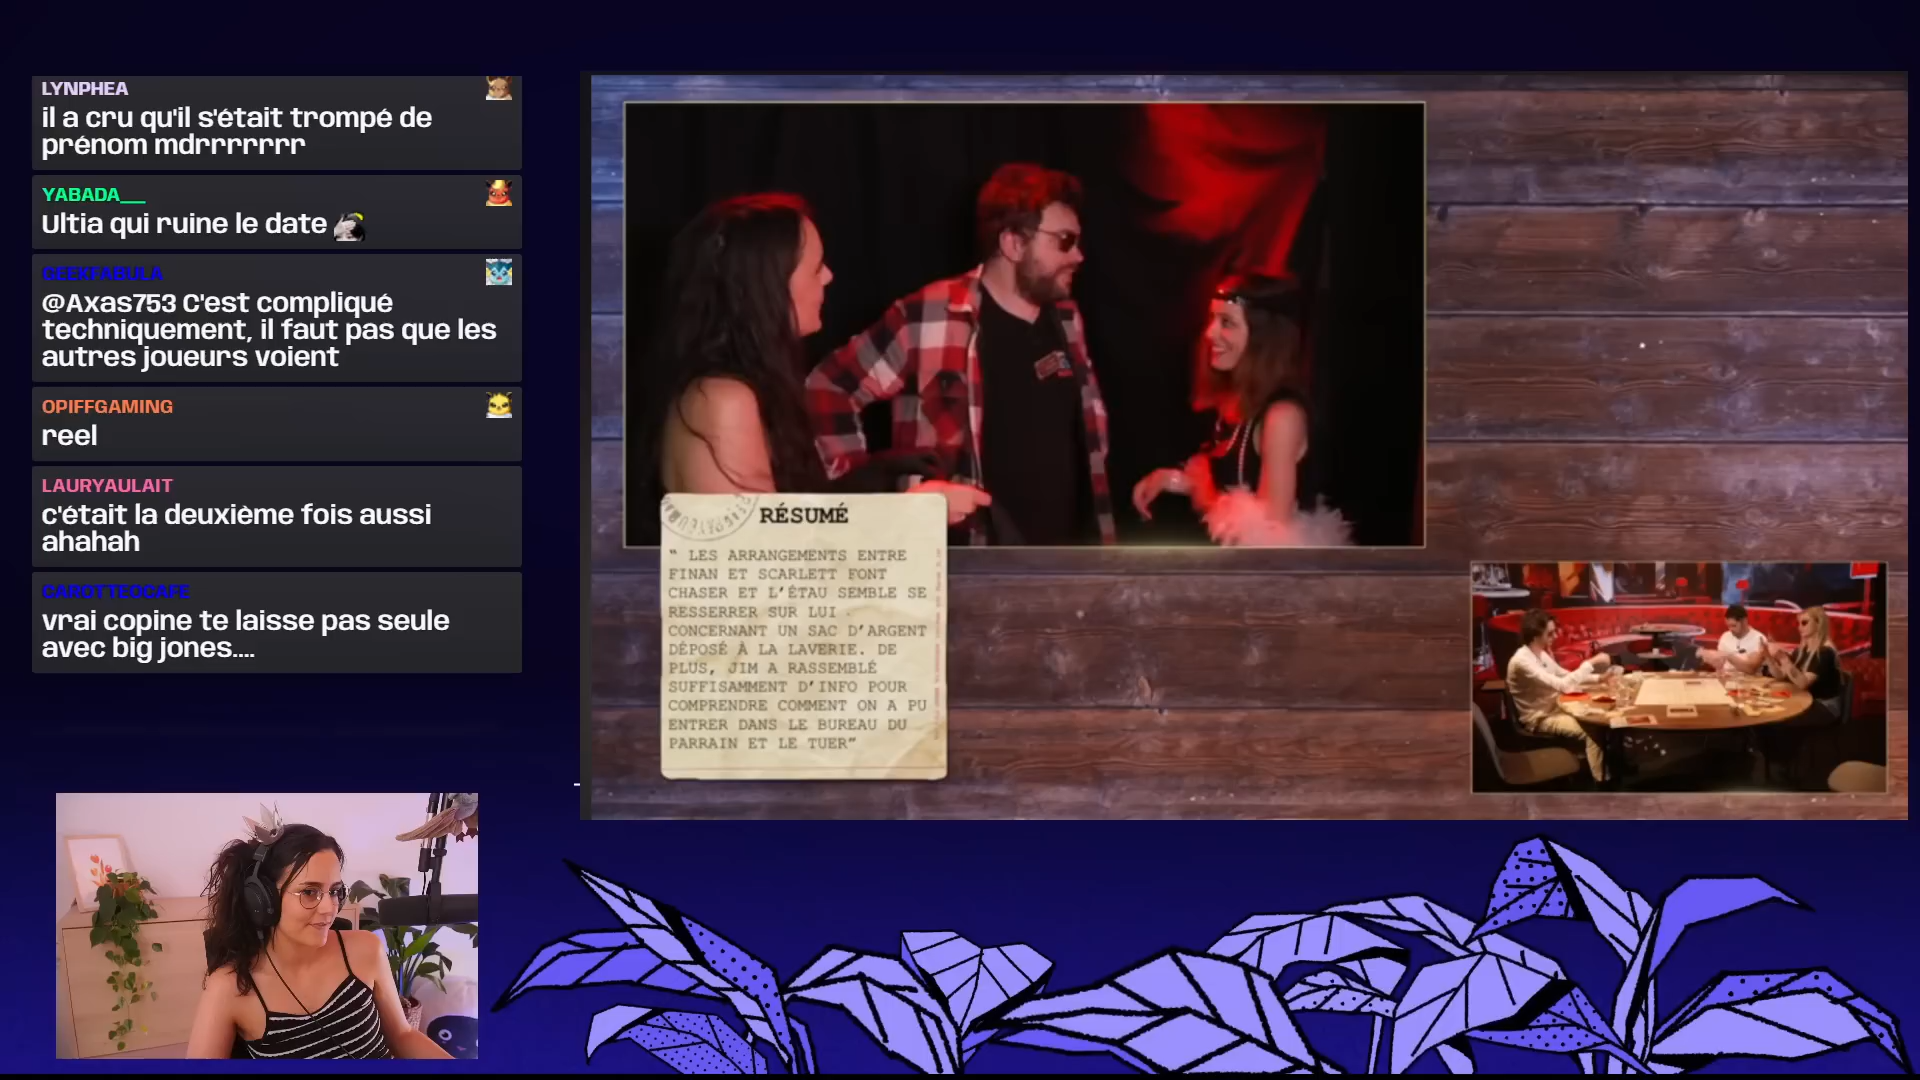 LYNPHEA
il a cru qu'il s'était trompé de
prénom mdrrrrrrr
YABADA__
Ultia qui ruine le date
GEEKFABULA
@Axas753 C'est compliqué
techniquement, il faut pas que les
autres joueurs voient
OPIFFGAMING
reel
LAURYAULAIT
c'était la deuxième fois aussi
ahahah
CAROTTEOCAFE
vrai copine te laisse pas seule
avec big jones....
RÉSUMÉ
“ LES ARRANGEMENTS ENTRE
FINAN ET SCARLETT FONT
CHASER ET L’ÉTAU SEMBLE SE
RESSERRER SUR LUI -
CONCERNANT UN SAC D’ARGENT
DÉPOSÉ À LA LAVERIE. DE
PLUS, JIM A RASSEMBLÉ
SUFFISAMMENT D’INFO POUR
COMPRENDRE COMMENT ON A PU
ENTRER DANS LE BUREAU DU
PARRAIN ET LE TUER”